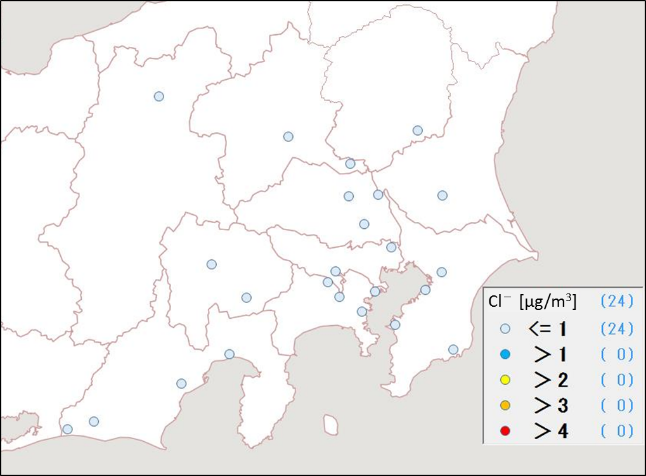 Cl⁻ [μg/m³] (24)
<= 1 (24)
> 1 ( 0)
> 2 ( 0)
> 3 ( 0)
> 4 ( 0)